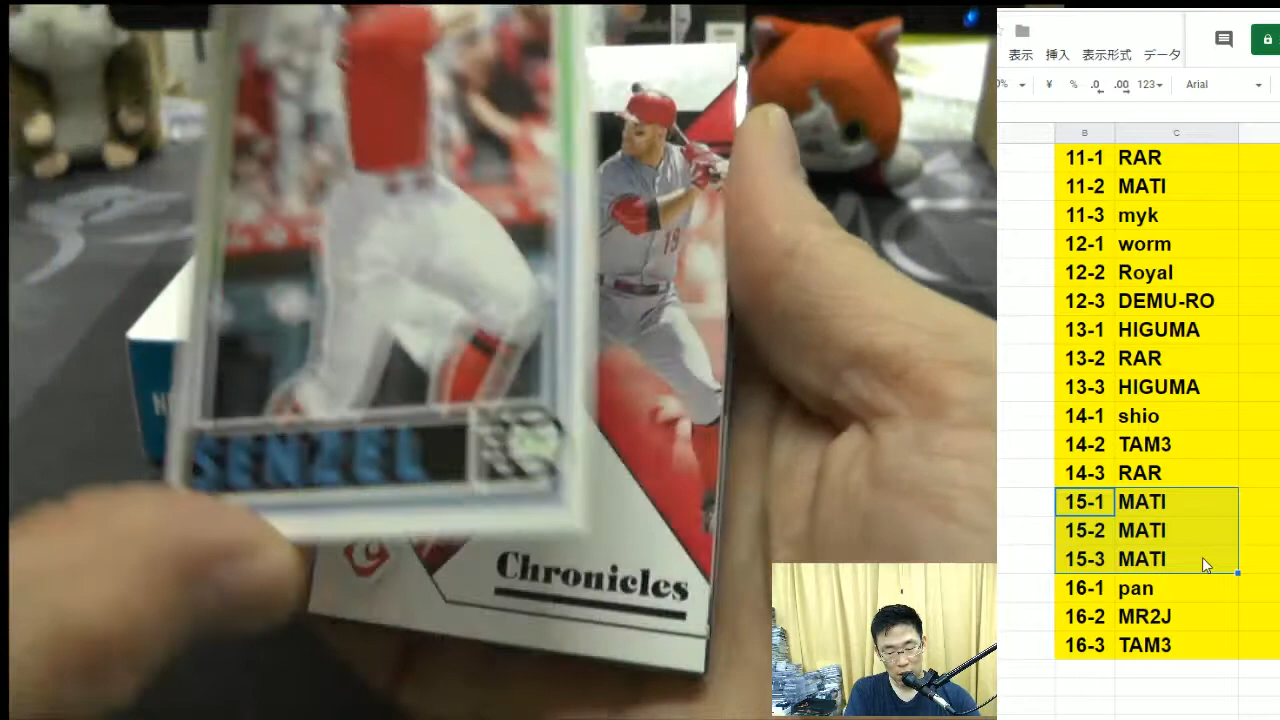 SENZEL
Chronicles
19
表示 挿入 表示形式 データ
% ¥ % .0 .00 123 Arial
B C
11-1 RAR
11-2 MATI
11-3 myk
12-1 worm
12-2 Royal
12-3 DEMU-RO
13-1 HIGUMA
13-2 RAR
13-3 HIGUMA
14-1 shio
14-2 TAM3
14-3 RAR
15-1 MATI
15-2 MATI
15-3 MATI
16-1 pan
16-2 MR2J
16-3 TAM3